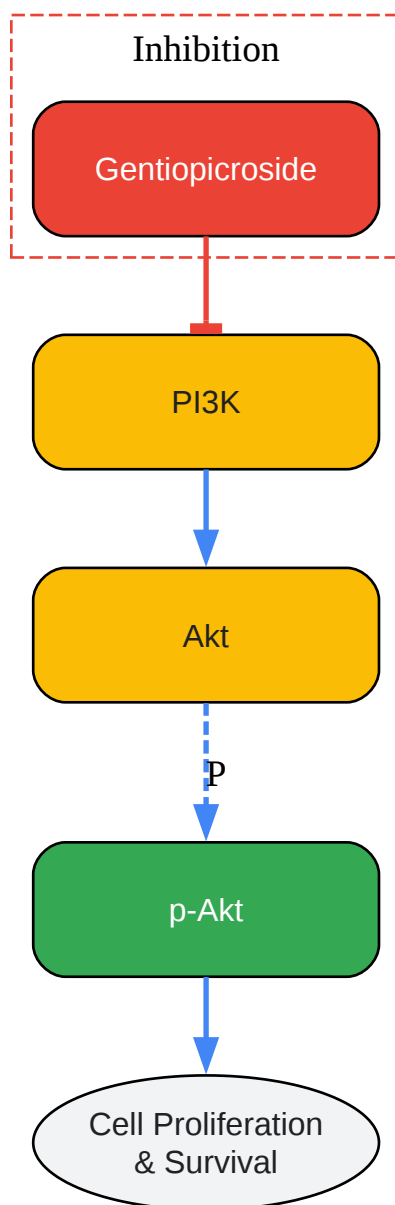 Inhibition
Gentiopicroside
PI3K
Akt
P
p-Akt
Cell Proliferation
& Survival